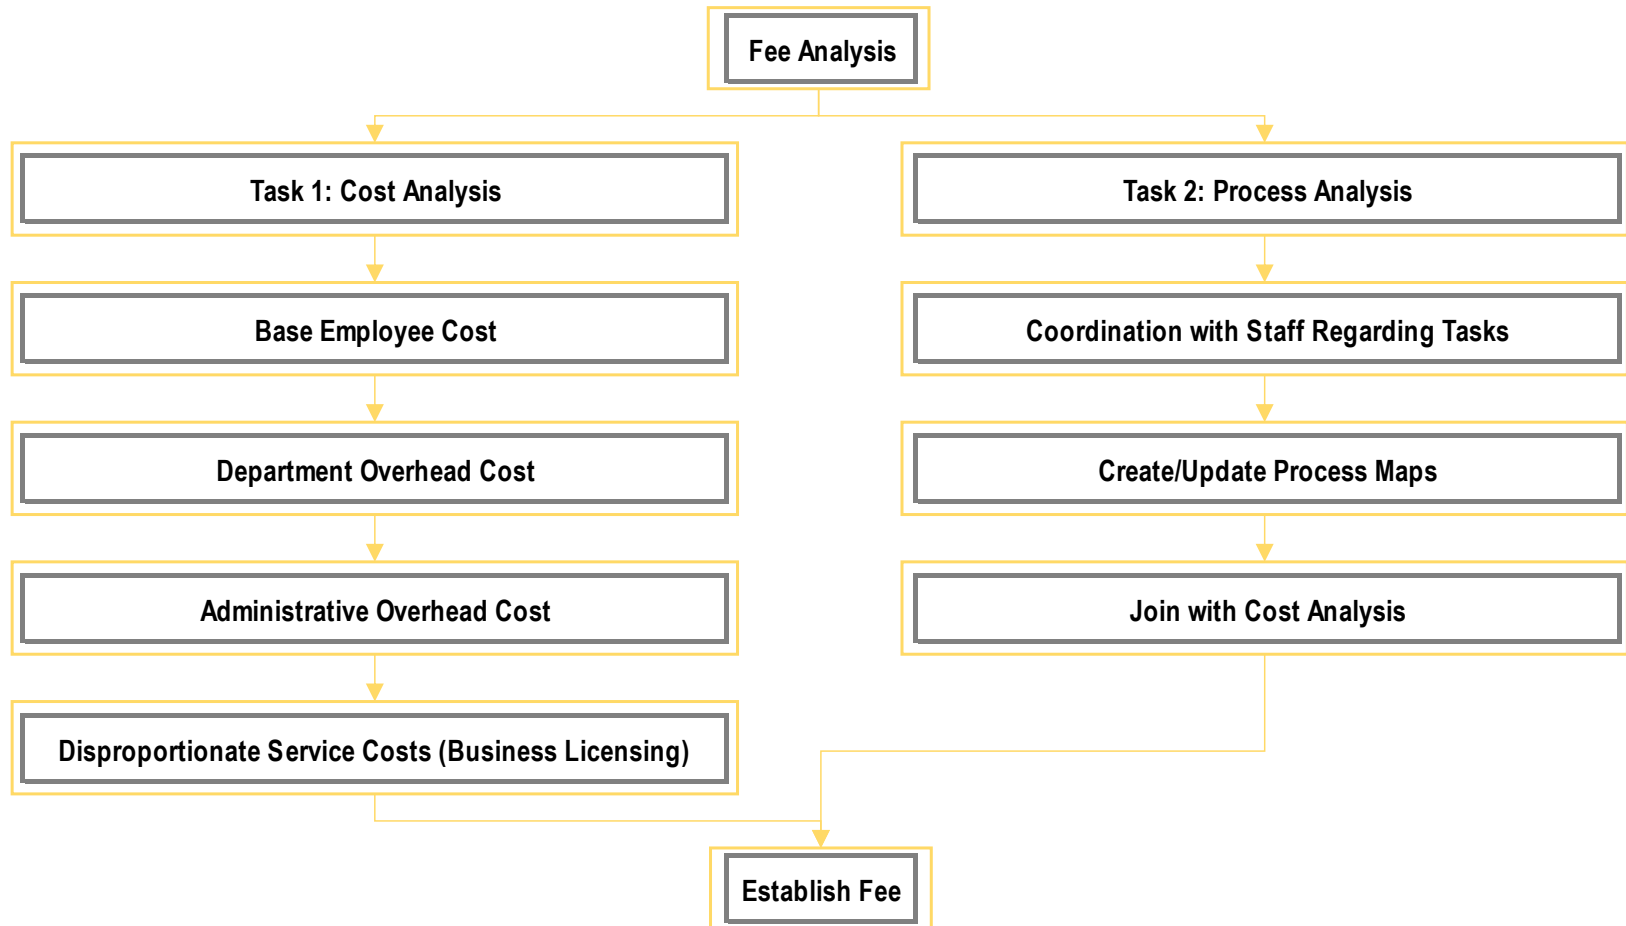 Fee Analysis
Task 1: Cost Analysis
Task 2: Process Analysis
Base Employee Cost
Coordination with Staff Regarding Tasks
Department Overhead Cost
Create/Update Process Maps
Administrative Overhead Cost
Join with Cost Analysis
Disproportionate Service Costs (Business Licensing)
Establish Fee